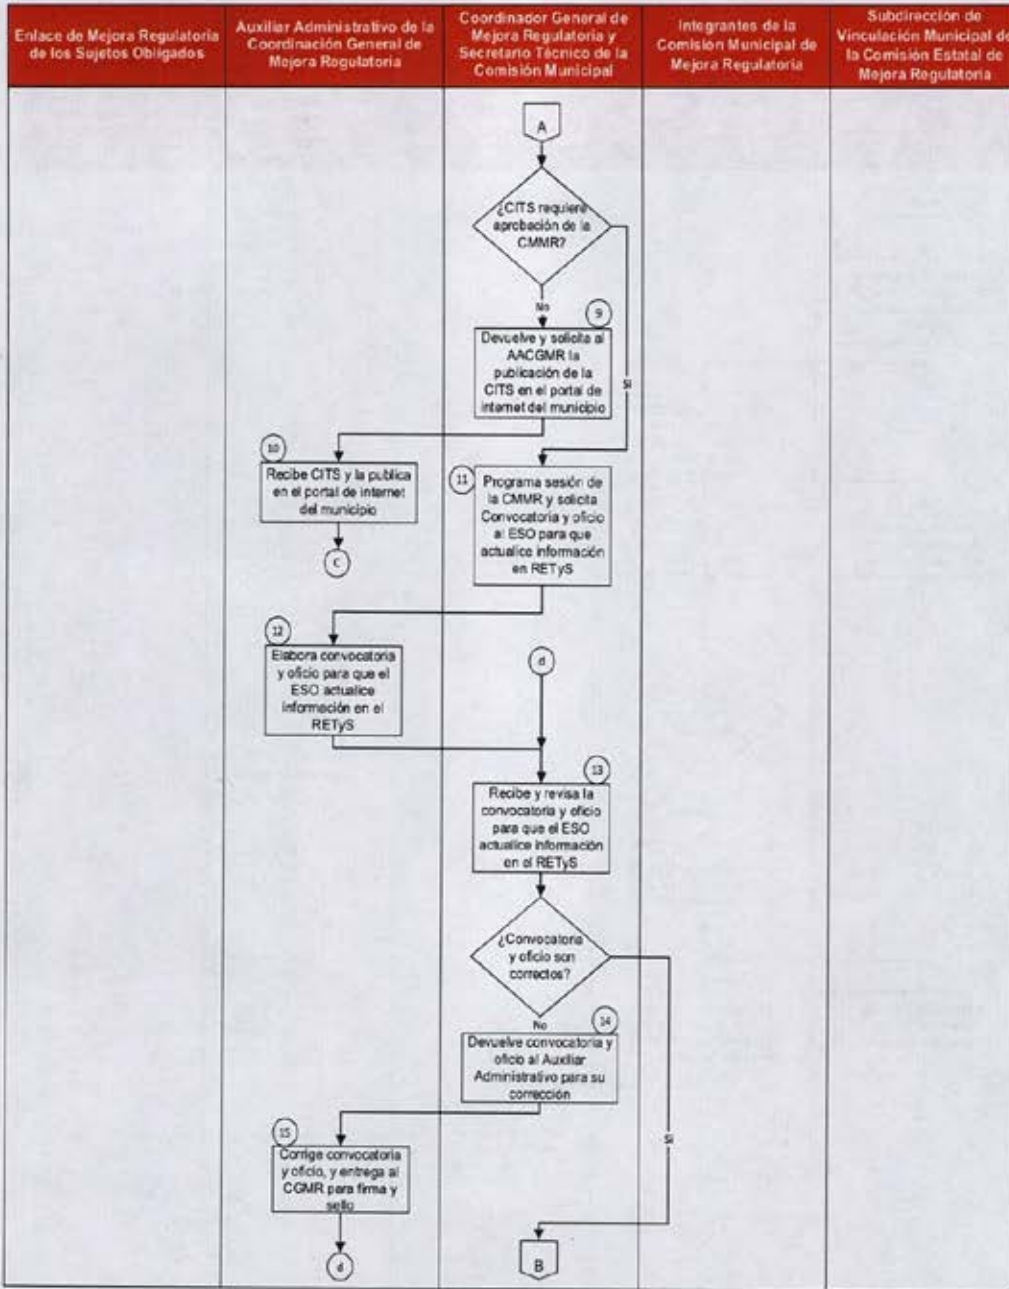 Enlace de Mejora Regulatoria
de los Sujetos Obligados
Auxiliar Administrativo de la
Coordinación General de
Mejora Regulatoria
Coordinador General de
Mejora Regulatoria y
Secretario Técnico de la
Comisión Municipal
Integrantes de la
Comisión Municipal de
Mejora Regulatoria
Subdirección de
Vinculación Municipal de
la Comisión Estatal de
Mejora Regulatoria
A
¿CITS requiere
aprobación de la
CMMR?
No
SI
9
Devuelve y solicita al
AACGMR la
publicación de la
CITS en el portal de
internet del municipio
10
Recibe CITS y la publica
en el portal de internet
del municipio
C
11
Programa sesión de
la CMMR y solicita
Convocatoria y oficio
al ESO para que
actualice información
en RETyS
12
Elabora convocatoria
y oficio para que el
ESO actualice
información en el
RETyS
d
13
Recibe y revisa la
convocatoria y oficio
para que el ESO
actualice información
en el RETyS
¿Convocatoria
y oficio son
correctos?
No
SI
14
Devuelve convocatoria y
oficio al Auxiliar
Administrativo para su
corrección
15
Corrige convocatoria
y oficio, y entrega al
CGMR para firma y
sello
d
B